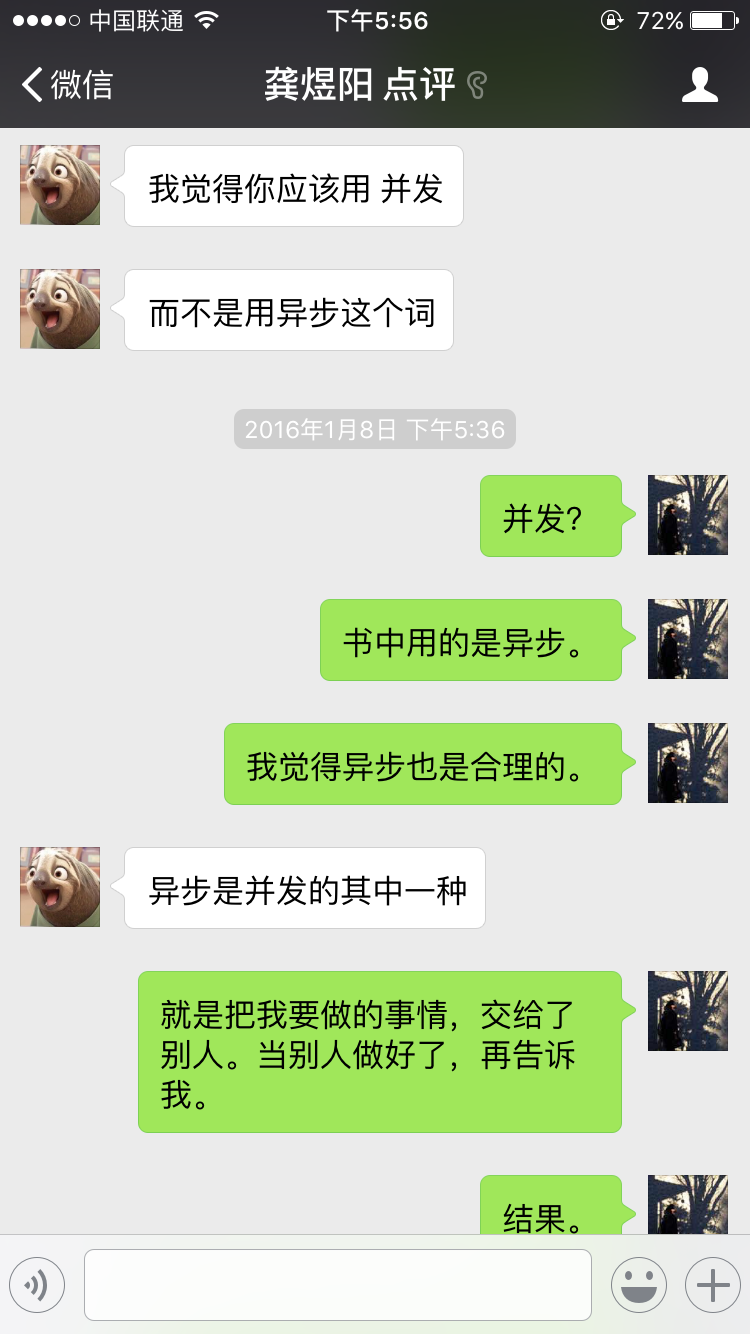 中国联通
下午5:56
72%
微信
龚煜阳 点评
我觉得你应该用 并发
而不是用异步这个词
2016年1月8日 下午5:36
并发?
书中用的是异步。
我觉得异步也是合理的。
异步是并发的其中一种
就是把我要做的事情，交给了
别人。当别人做好了，再告诉
我。
结果。